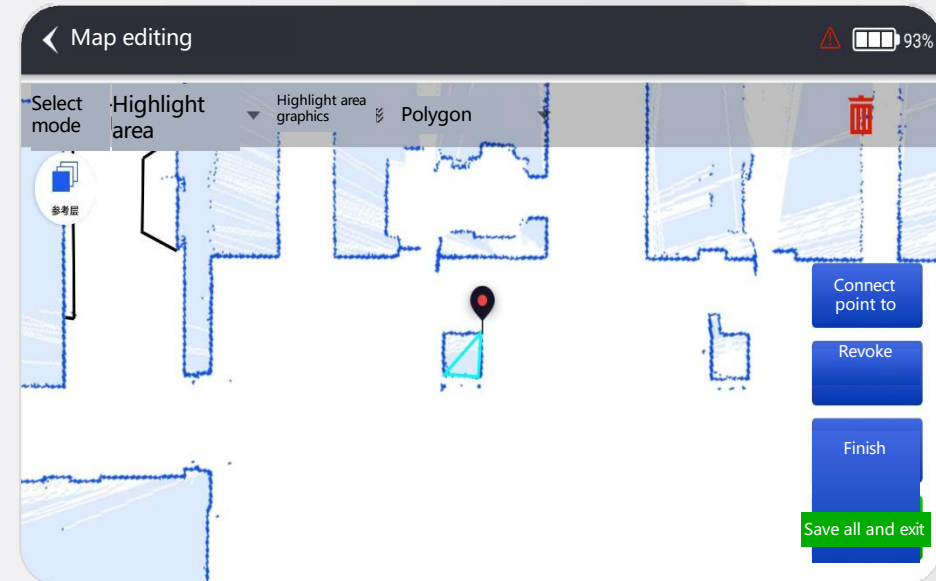 Map editing
93%
Select
mode
Highlight
area
Highlight area
graphics
Polygon
参考层
Connect
point to
Revoke
Finish
Save all and exit